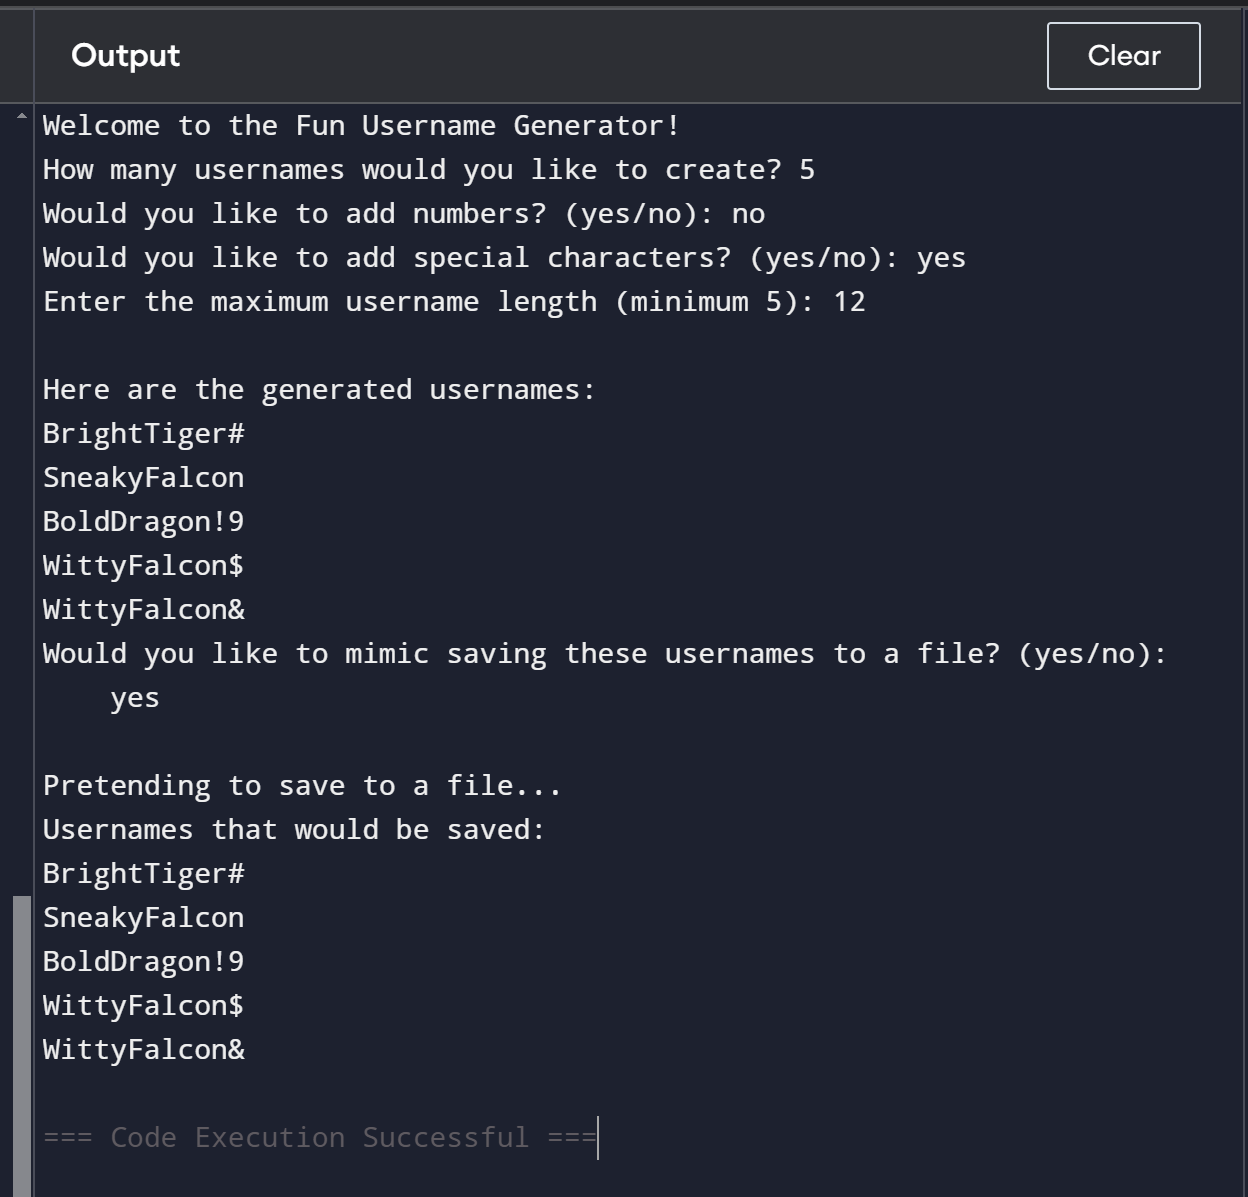 Output
Clear
Welcome to the Fun Username Generator!
How many usernames would you like to create? 5
Would you like to add numbers? (yes/no): no
Would you like to add special characters? (yes/no): yes
Enter the maximum username length (minimum 5): 12
Here are the generated usernames:
BrightTiger#
SneakyFalcon
BoldDragon!9
WittyFalcon$
WittyFalcon&
Would you like to mimic saving these usernames to a file? (yes/no):
yes
Pretending to save to a file...
Usernames that would be saved:
BrightTiger#
SneakyFalcon
BoldDragon!9
WittyFalcon$
WittyFalcon&
=== Code Execution Successful ===